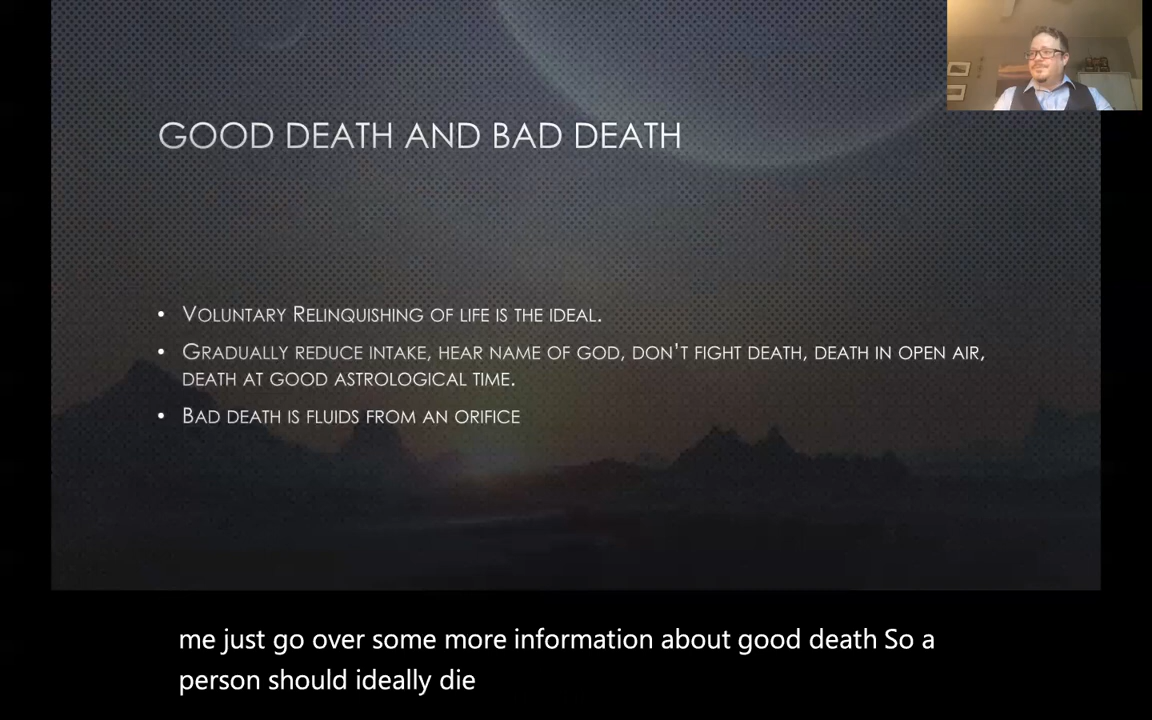 GOOD DEATH AND BAD DEATH
• VOLUNTARY RELINQUISHING OF LIFE IS THE IDEAL.
• GRADUALLY REDUCE INTAKE, HEAR NAME OF GOD, DON'T FIGHT DEATH, DEATH IN OPEN AIR,
DEATH AT GOOD ASTROLOGICAL TIME.
• BAD DEATH IS FLUIDS FROM AN ORIFICE
me just go over some more information about good death So a
person should ideally die